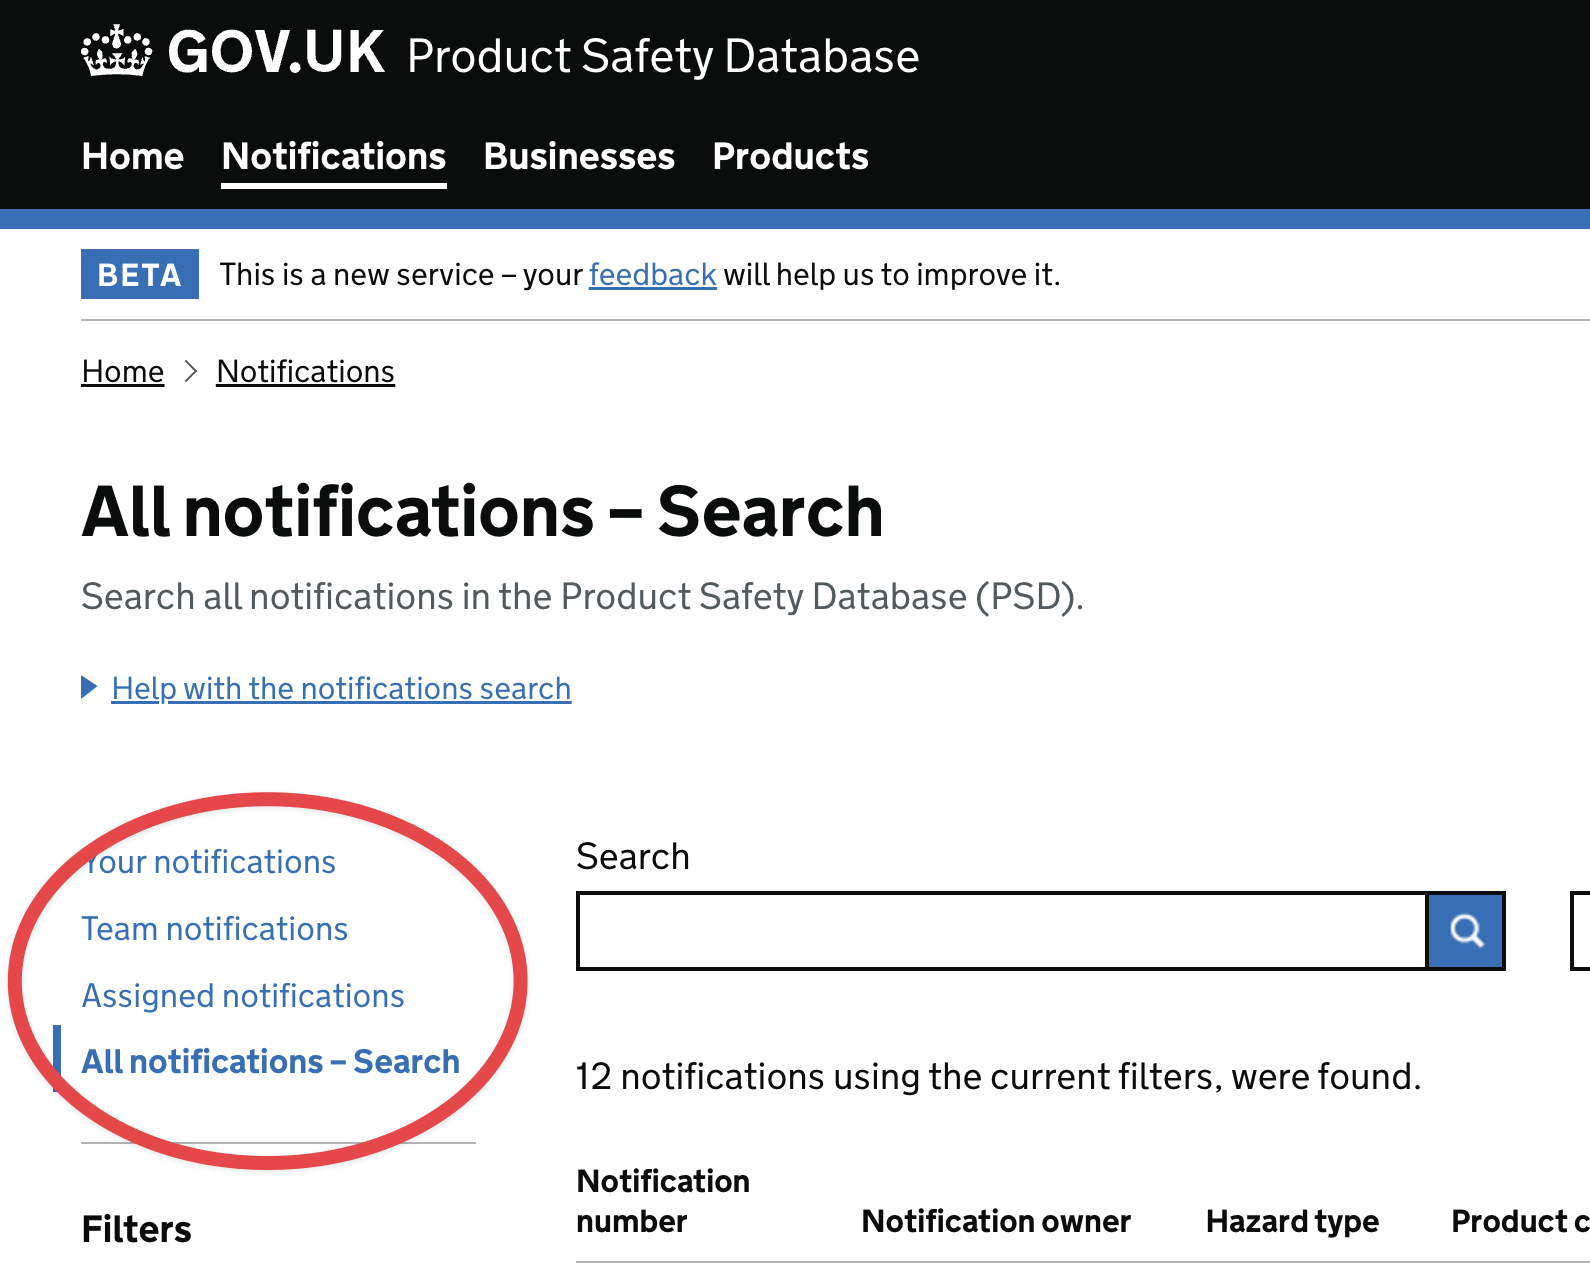 GOV.UK Product Safety Database
Home Notifications Businesses Products
BETA This is a new service – your feedback will help us to improve it.
Home Notifications
All notifications – Search
Search all notifications in the Product Safety Database (PSD).
Help with the notifications search
Your notifications
Team notifications
Assigned notifications
All notifications – Search
Filters
Search
12 notifications using the current filters, were found.
Notification
number Notification owner Hazard type Product c